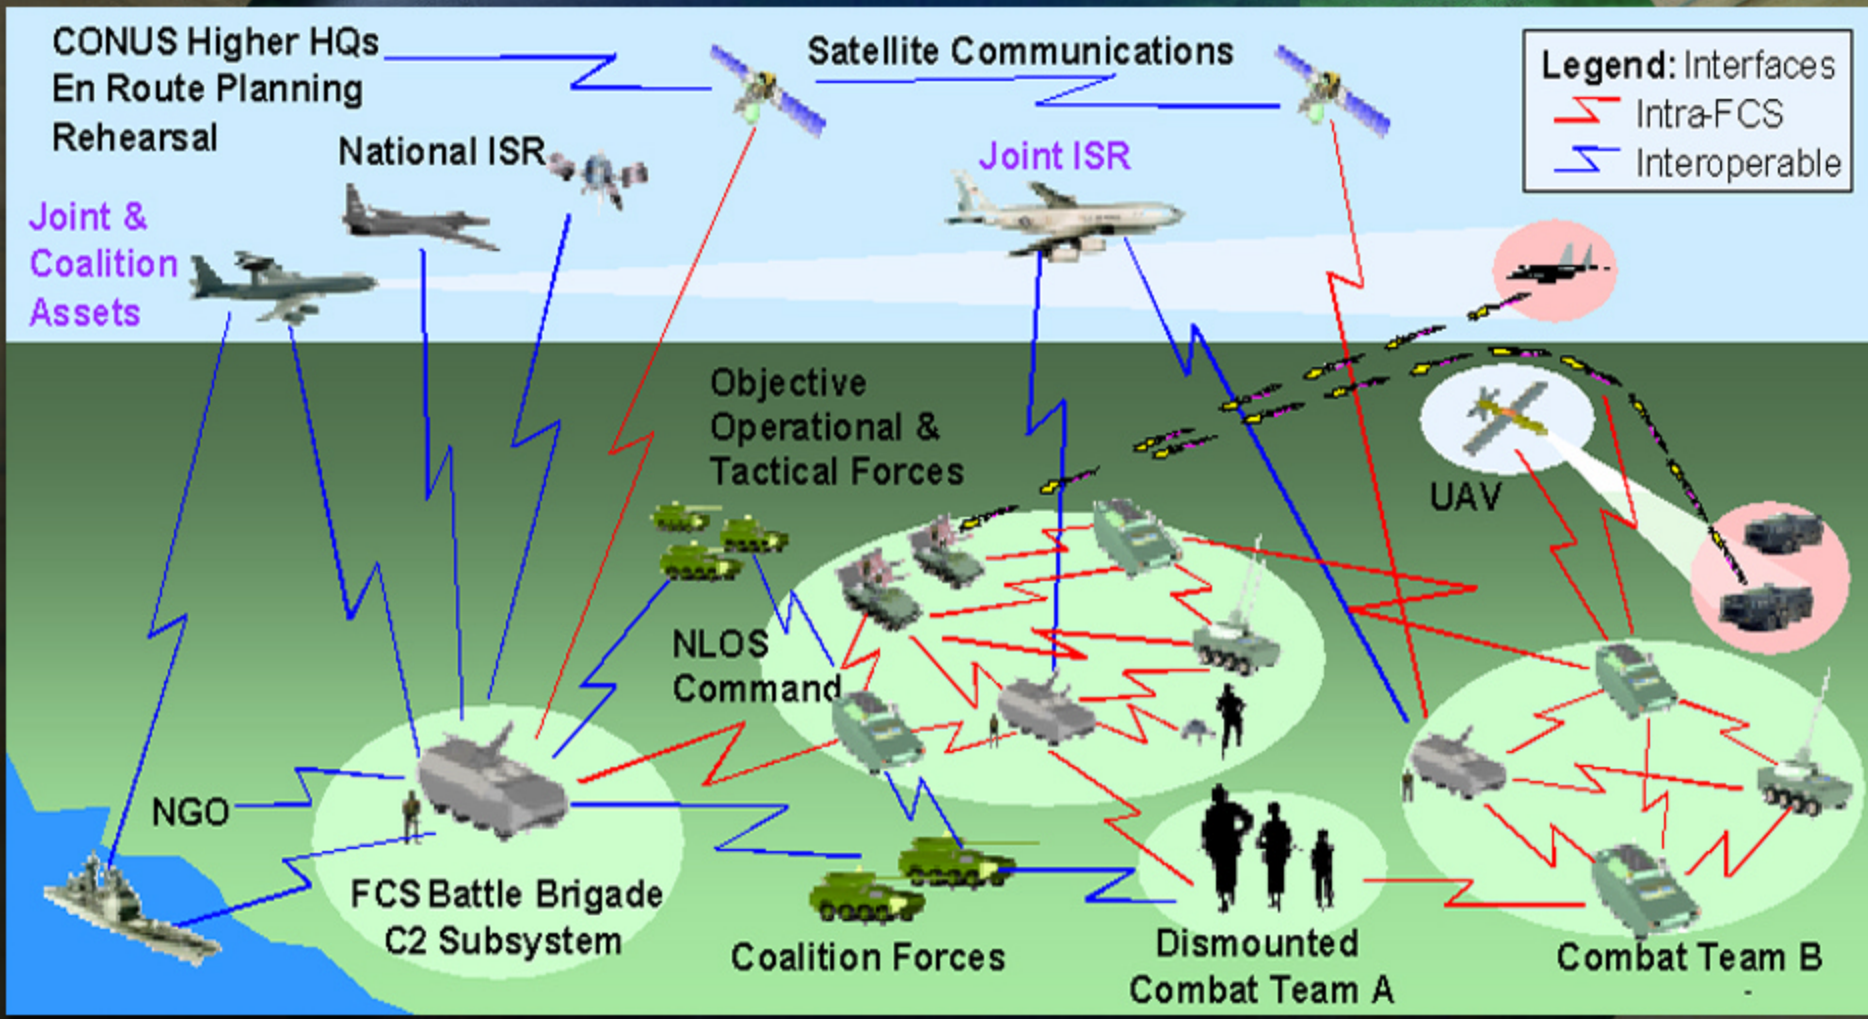 CONUS Higher HQs
En Route Planning
Rehearsal
Satellite Communications
Legend: Interfaces
Intra-FCS
Interoperable
National ISR
Joint ISR
Joint &
Coalition
Assets
Objective
Operational &
Tactical Forces
UAV
NLOS
Command
NGO
FCS Battle Brigade
C2 Subsystem
Coalition Forces
Dismounted
Combat Team A
Combat Team B